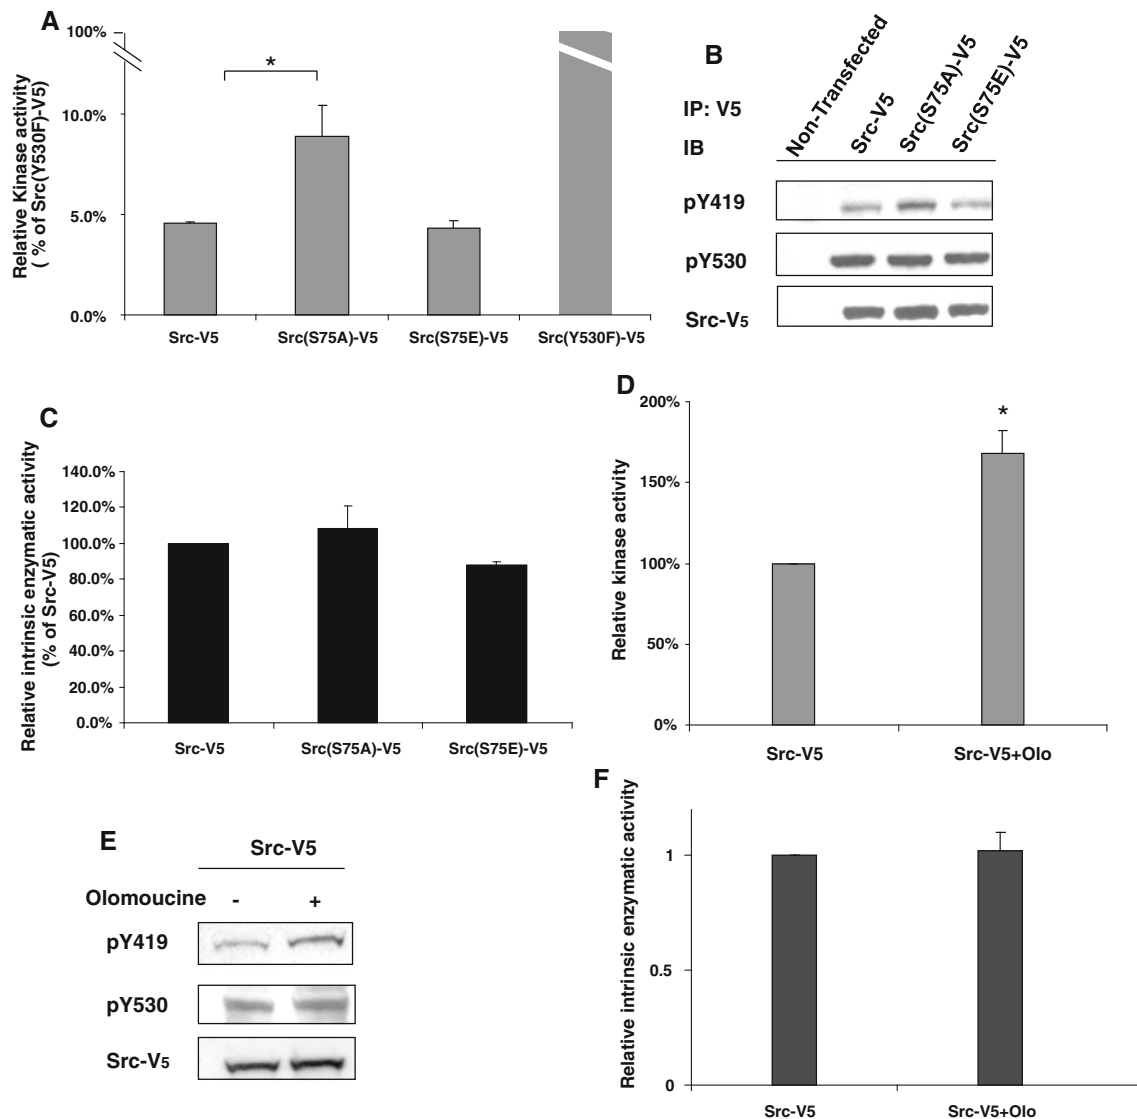 A
100%
10.0%
5.0%
0.0%
Relative Kinase activity
( % of Src(Y530F)-V5)
*
Src-V5
Src(S75A)-V5
Src(S75E)-V5
Src(Y530F)-V5
B
IP: V5
IB
Non-Transfected
Src-V5
Src(S75A)-V5
Src(S75E)-V5
pY419
pY530
Src-V5
C
Relative intrinsic enzymatic activity
(% of Src-V5)
140.0%
120.0%
100.0%
80.0%
60.0%
40.0%
20.0%
0.0%
Src-V5
Src(S75A)-V5
Src(S75E)-V5
D
Relative kinase activity
200%
150%
100%
50%
0%
*
Src-V5
Src-V5+Olo
E
Src-V5
Olomoucine - +
pY419
pY530
Src-V5
F
Relative intrinsic enzymatic activity
1
0.5
0
Src-V5
Src-V5+Olo